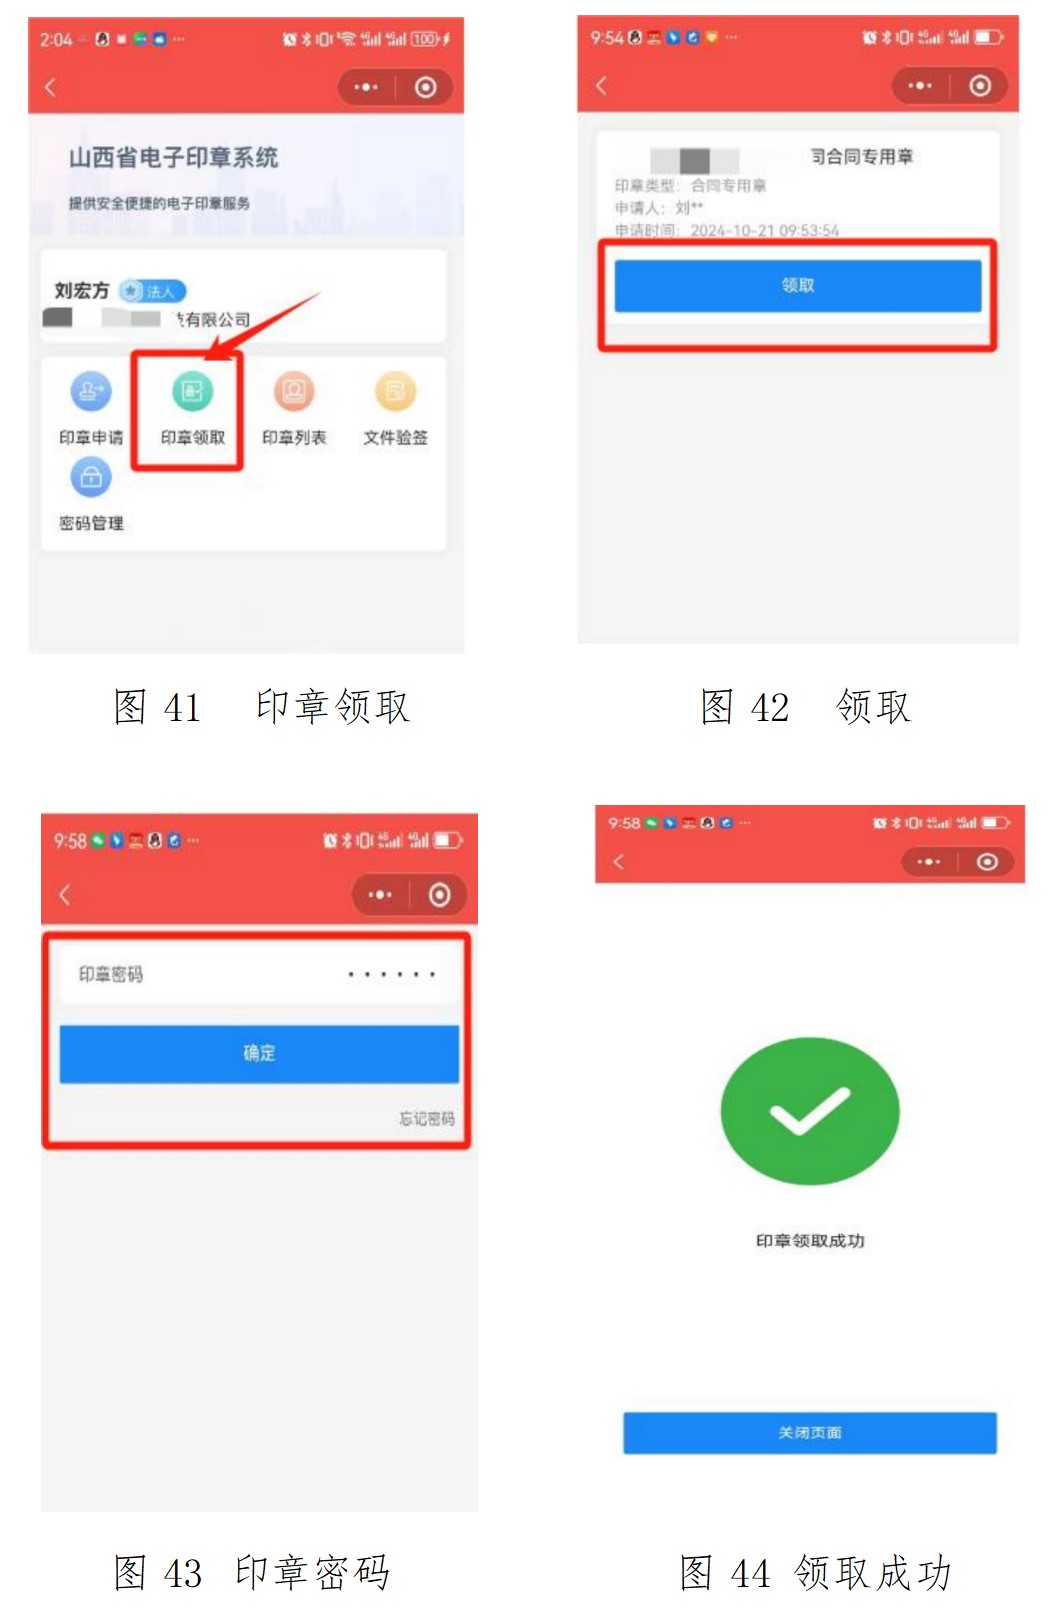 2:04
100
山西省电子印章系统
提供安全便捷的电子印章服务
刘宏方 法人
有限公司
印章申请 印章领取 印章列表 文件验签
密码管理
图 41 印章领取
9:54
司合同专用章
印章类型：合同专用章
申请人：刘**
申请时间：2024-10-21 09:53:54
领取
图 42 领取
9:58
印章密码 ······
确定
忘记密码
图 43 印章密码
9:58
印章领取成功
关闭页面
图 44 领取成功